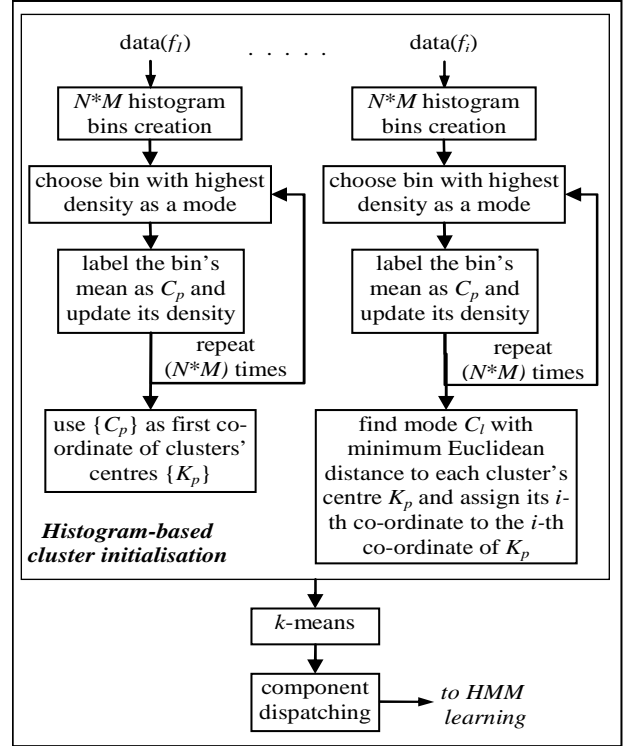 data(f1) . . . . . data(fi)
N*M histogram
bins creation
N*M histogram
bins creation
choose bin with highest
density as a mode
choose bin with highest
density as a mode
label the bin's
mean as Cp and
update its density
label the bin's
mean as Cp and
update its density
repeat
(N*M) times
repeat
(N*M) times
use {Cp} as first co-
ordinate of clusters'
centres {Kp}
find mode Cl with
minimum Euclidean
distance to each cluster's
centre Kp and assign its i-
th co-ordinate to the i-th
co-ordinate of Kp
Histogram-based
cluster initialisation
k-means
component
dispatching
to HMM
learning